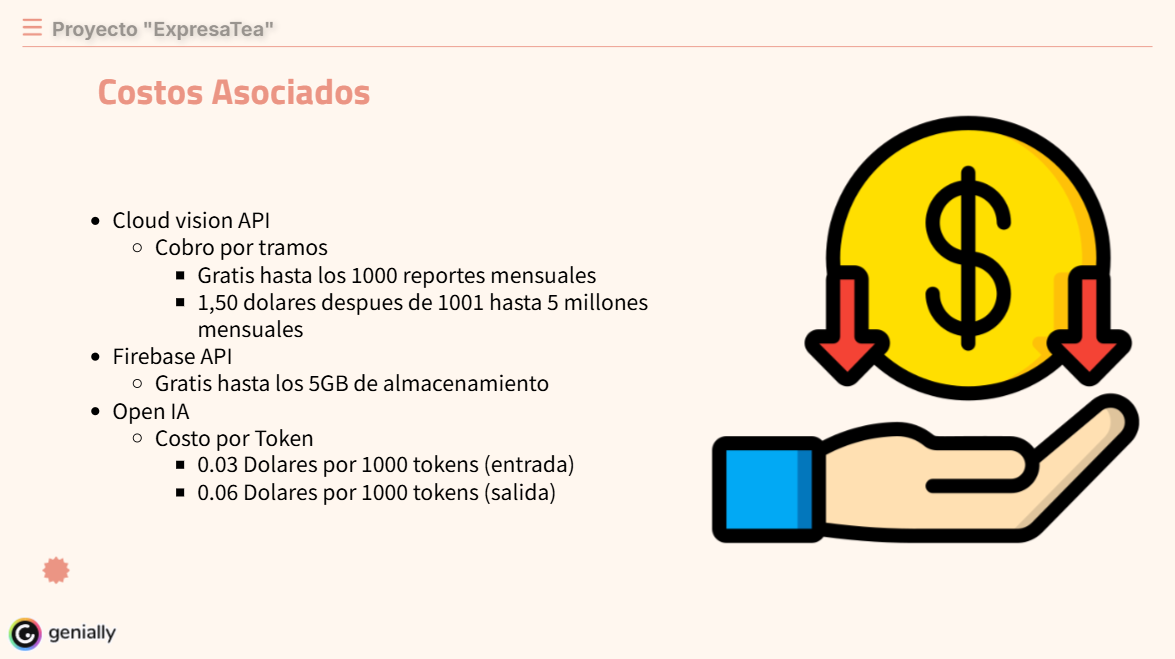 Proyecto "ExpresaTea"
Costos Asociados
Cloud vision API
Cobro por tramos
Gratis hasta los 1000 reportes mensuales
1,50 dolares despues de 1001 hasta 5 millones
mensuales
Firebase API
Gratis hasta los 5GB de almacenamiento
Open IA
Costo por Token
0.03 Dolares por 1000 tokens (entrada)
0.06 Dolares por 1000 tokens (salida)
genially